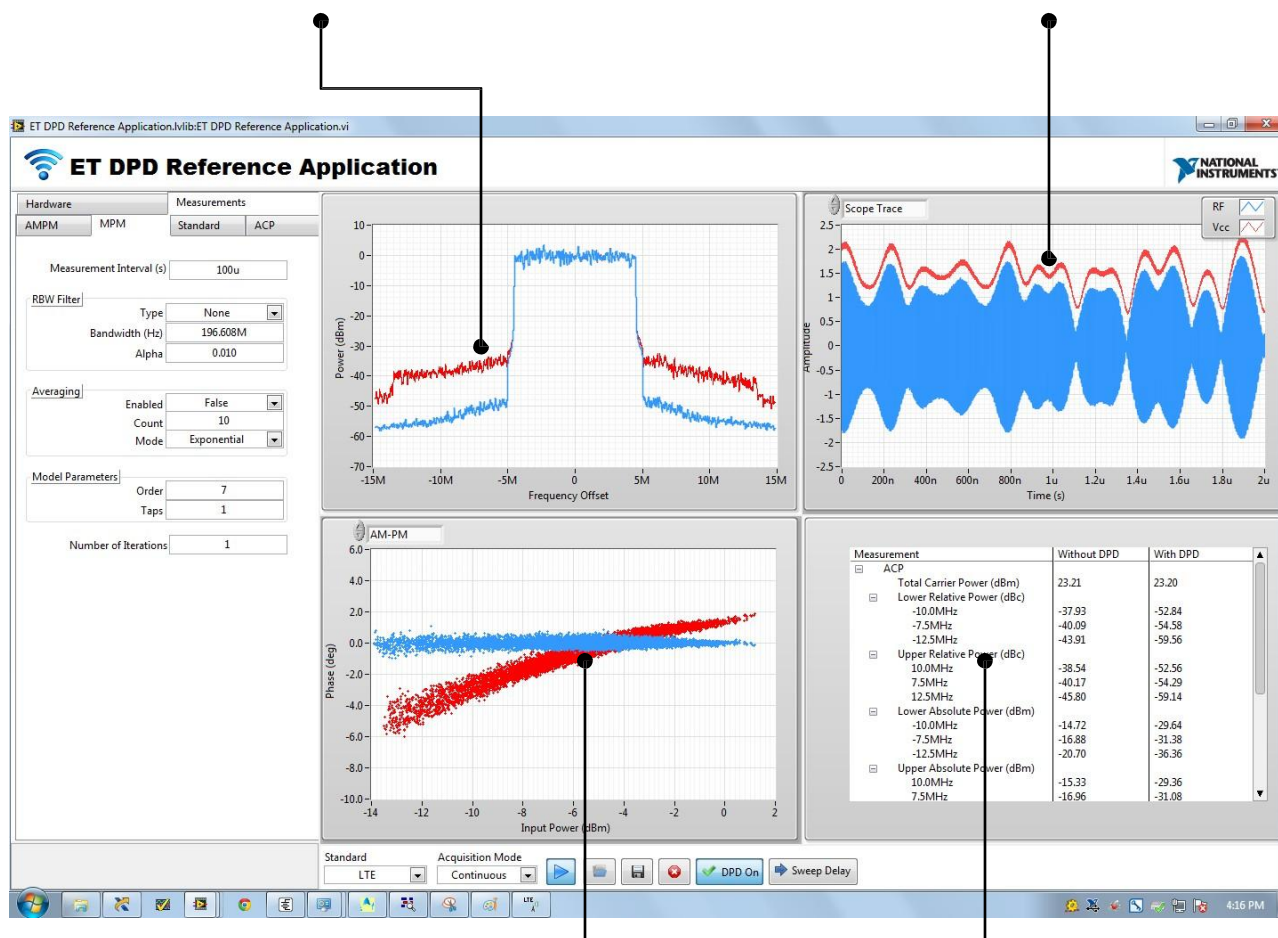 ET DPD Reference Application.lvlib:ET DPD Reference Application.vi
ET DPD Reference Application
NATIONAL INSTRUMENTS
Hardware
Measurements
AMPM
MPM
Standard
ACP
Measurement Interval (s)
100u
RBW Filter
Type
None
Bandwidth (Hz)
196.608M
Alpha
0.010
Averaging
Enabled
False
Count
10
Mode
Exponential
Model Parameters
Order
7
Taps
1
Number of Iterations
1
Power (dBm)
10
0
-10
-20
-30
-40
-50
-60
-70
-15M
-10M
-5M
0
5M
10M
15M
Frequency Offset
Scope Trace
RF
Vcc
Amplitude
2.5
2
1.5
1
0.5
0
-0.5
-1
-1.5
-2
-2.5
0
200n
400n
600n
800n
1u
1.2u
1.4u
1.6u
1.8u
2u
Time (s)
AM-PM
Phase (deg)
6.0
4.0
2.0
0.0
-2.0
-4.0
-6.0
-8.0
-10.0
-14
-12
-10
-8
-6
-4
-2
0
2
Input Power (dBm)
Measurement Without DPD With DPD
ACP
Total Carrier Power (dBm) 23.21 23.20
Lower Relative Power (dBc)
-10.0MHz -37.93 -52.84
-7.5MHz -40.09 -54.58
-12.5MHz -43.91 -59.56
Upper Relative Power (dBc)
10.0MHz -38.54 -52.56
7.5MHz -40.17 -54.29
12.5MHz -45.80 -59.14
Lower Absolute Power (dBm)
-10.0MHz -14.72 -29.64
-7.5MHz -16.88 -31.38
-12.5MHz -20.70 -36.36
Upper Absolute Power (dBm)
10.0MHz -15.33 -29.36
7.5MHz -16.96 -31.08
Standard
LTE
Acquisition Mode
Continuous
DPD On
Sweep Delay
LTE
4:16 PM